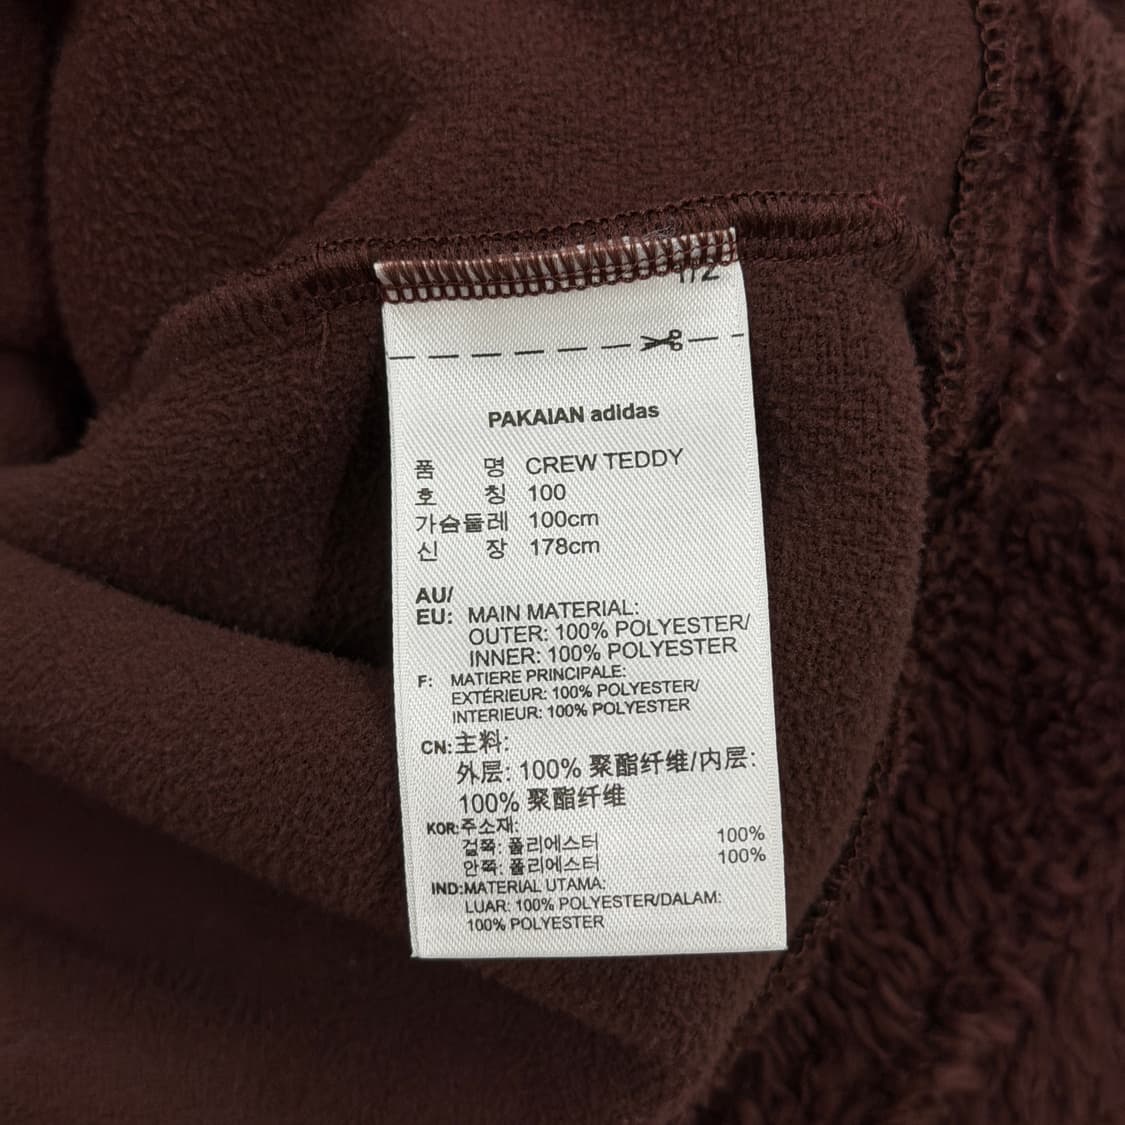 1/2
PAKAIAN adidas
품 명 CREW TEDDY
호 칭 100
가슴둘레 100cm
신 장 178cm
AU/
EU: MAIN MATERIAL:
OUTER: 100% POLYESTER/
INNER: 100% POLYESTER
F: MATIERE PRINCIPALE:
EXTÉRIEUR: 100% POLYESTER/
INTERIEUR: 100% POLYESTER
CN: 主料:
外层: 100% 聚酯纤维/内层:
100% 聚酯纤维
KOR: 주소재:
겉쪽: 폴리에스터 100%
안쪽: 폴리에스터 100%
IND: MATERIAL UTAMA:
LUAR: 100% POLYESTER/DALAM:
100% POLYESTER